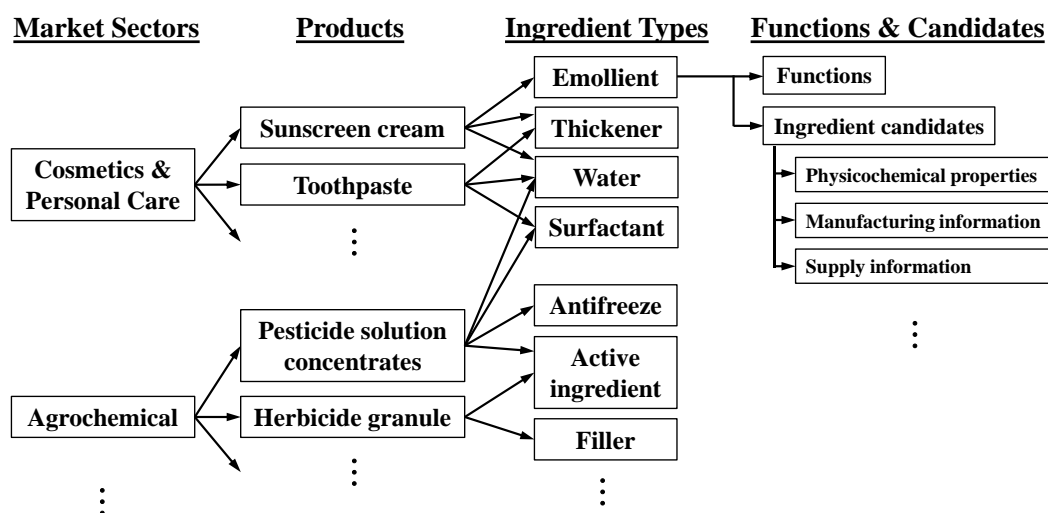 Market Sectors
Products
Ingredient Types
Functions & Candidates
Cosmetics &
Personal Care
Agrochemical
Sunscreen cream
Toothpaste
Pesticide solution
concentrates
Herbicide granule
Emollient
Thickener
Water
Surfactant
Antifreeze
Active
ingredient
Filler
Functions
Ingredient candidates
Physicochemical properties
Manufacturing information
Supply information